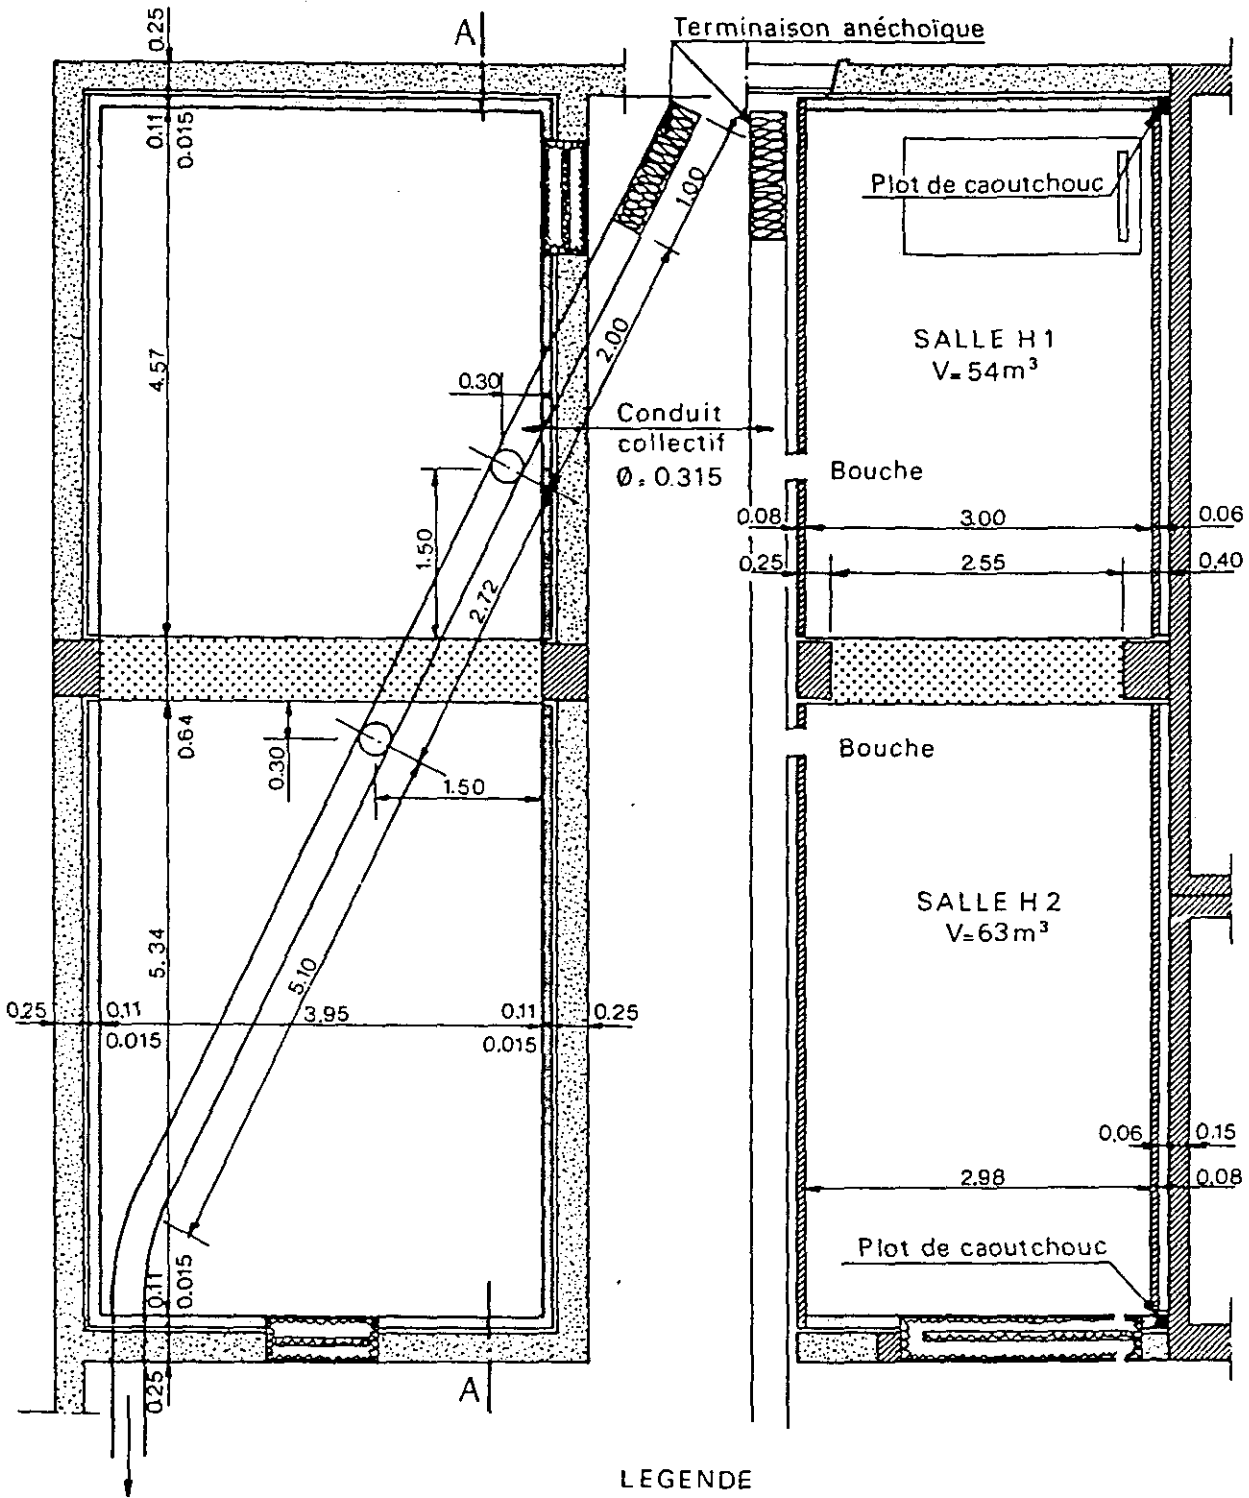 0.25
A
Terminaison anéchoïque
0.11
0.015
1.00
Plot de caoutchouc
2.00
SALLE H1
V= 54m³
4.57
0.30
Conduit
collectif
Ø= 0.315
Bouche
0.08
3.00
0.06
1.50
0.25
2.55
0.40
2.72
0.64
0.30
1.50
Bouche
SALLE H2
V=63m³
5.34
5.10
0.25
0.11
3.95
0.11
0.25
0.015
0.015
0.06
0.15
2.98
0.08
Plot de caoutchouc
0.11
0.015
0.25
A
LEGENDE